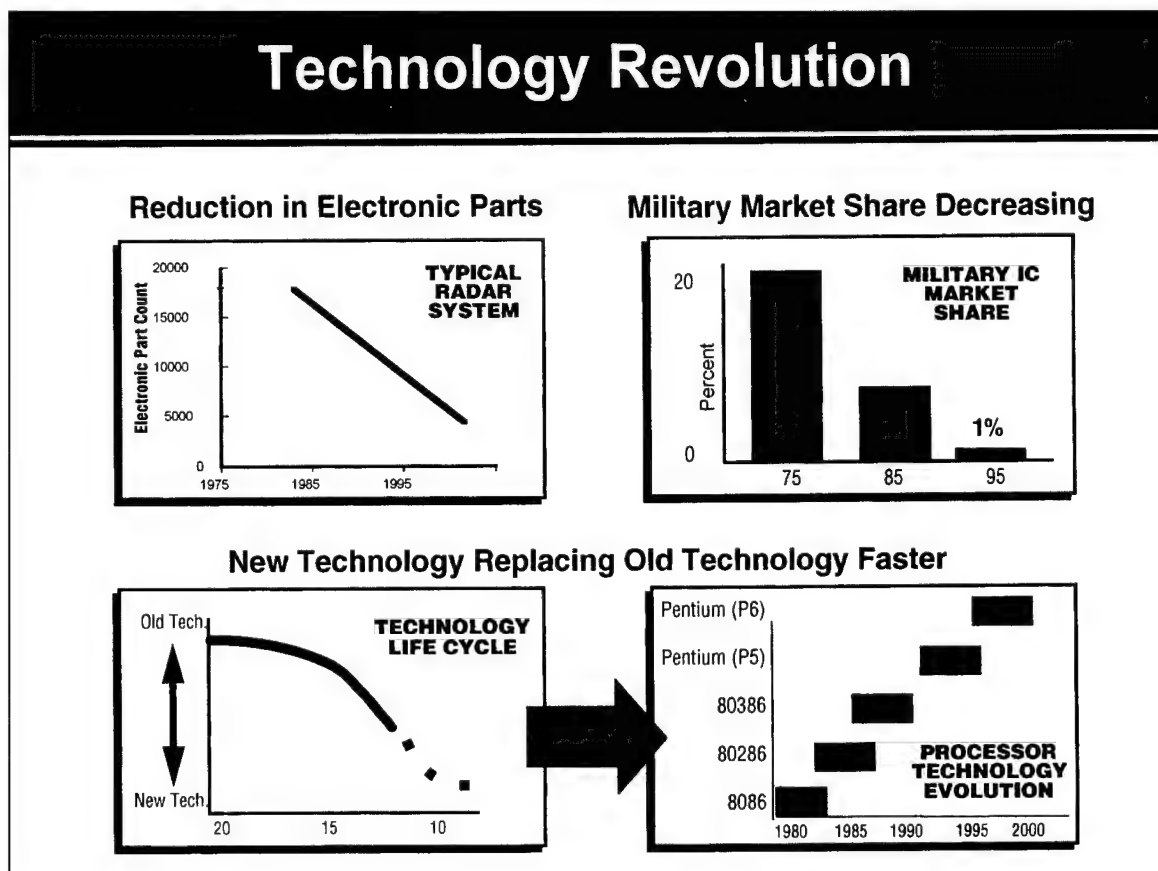 Technology Revolution
Reduction in Electronic Parts
Military Market Share Decreasing
TYPICAL
RADAR
SYSTEM
Electronic Part Count
20000
15000
10000
5000
0
1975
1985
1995
MILITARY IC
MARKET
SHARE
Percent
20
0
1%
75
85
95
New Technology Replacing Old Technology Faster
TECHNOLOGY
LIFE CYCLE
Old Tech.
New Tech.
20
15
10
Pentium (P6)
Pentium (P5)
80386
80286
8086
PROCESSOR
TECHNOLOGY
EVOLUTION
1980
1985
1990
1995
2000